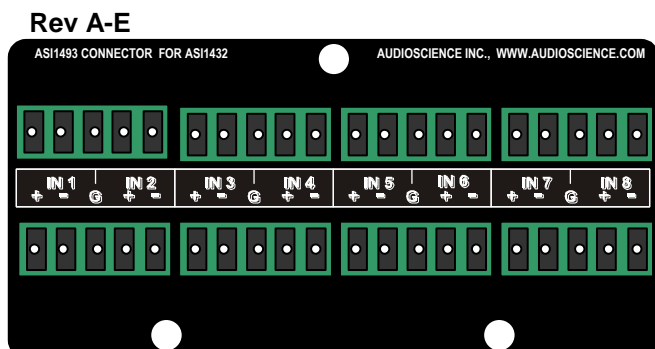 Rev A-E
ASI1493 CONNECTOR FOR ASI1432 AUDIOSCIENCE INC., WWW.AUDIOSCIENCE.COM
IN 1 IN 2 IN 3 IN 4 IN 5 IN 6 IN 7 IN 8
+ - G + - + - G + - + - G + - + - G + -